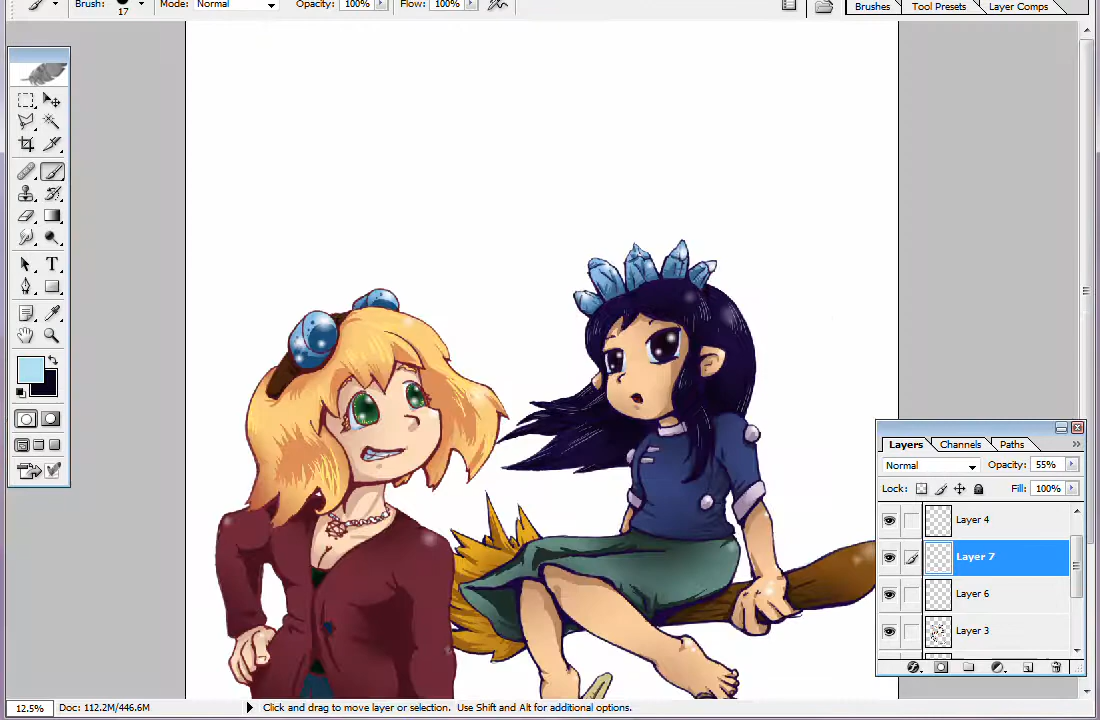 Brush: 17 Mode: Normal Opacity: 100% Flow: 100% Brushes Tool Presets Layer Comps
Layers Channels Paths
Normal Opacity: 55%
Lock: Fill: 100%
Layer 4
Layer 7
Layer 6
Layer 3
12.5% Doc: 112.2M/446.6M Click and drag to move layer or selection. Use Shift and Alt for additional options.